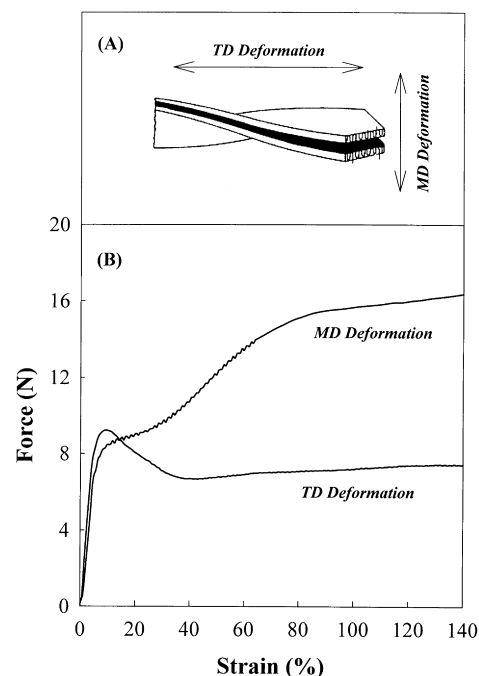 (A)
TD Deformation
MD Deformation
(B)
20
16
12
8
4
0
Force (N)
MD Deformation
TD Deformation
0 20 40 60 80 100 120 140
Strain (%)